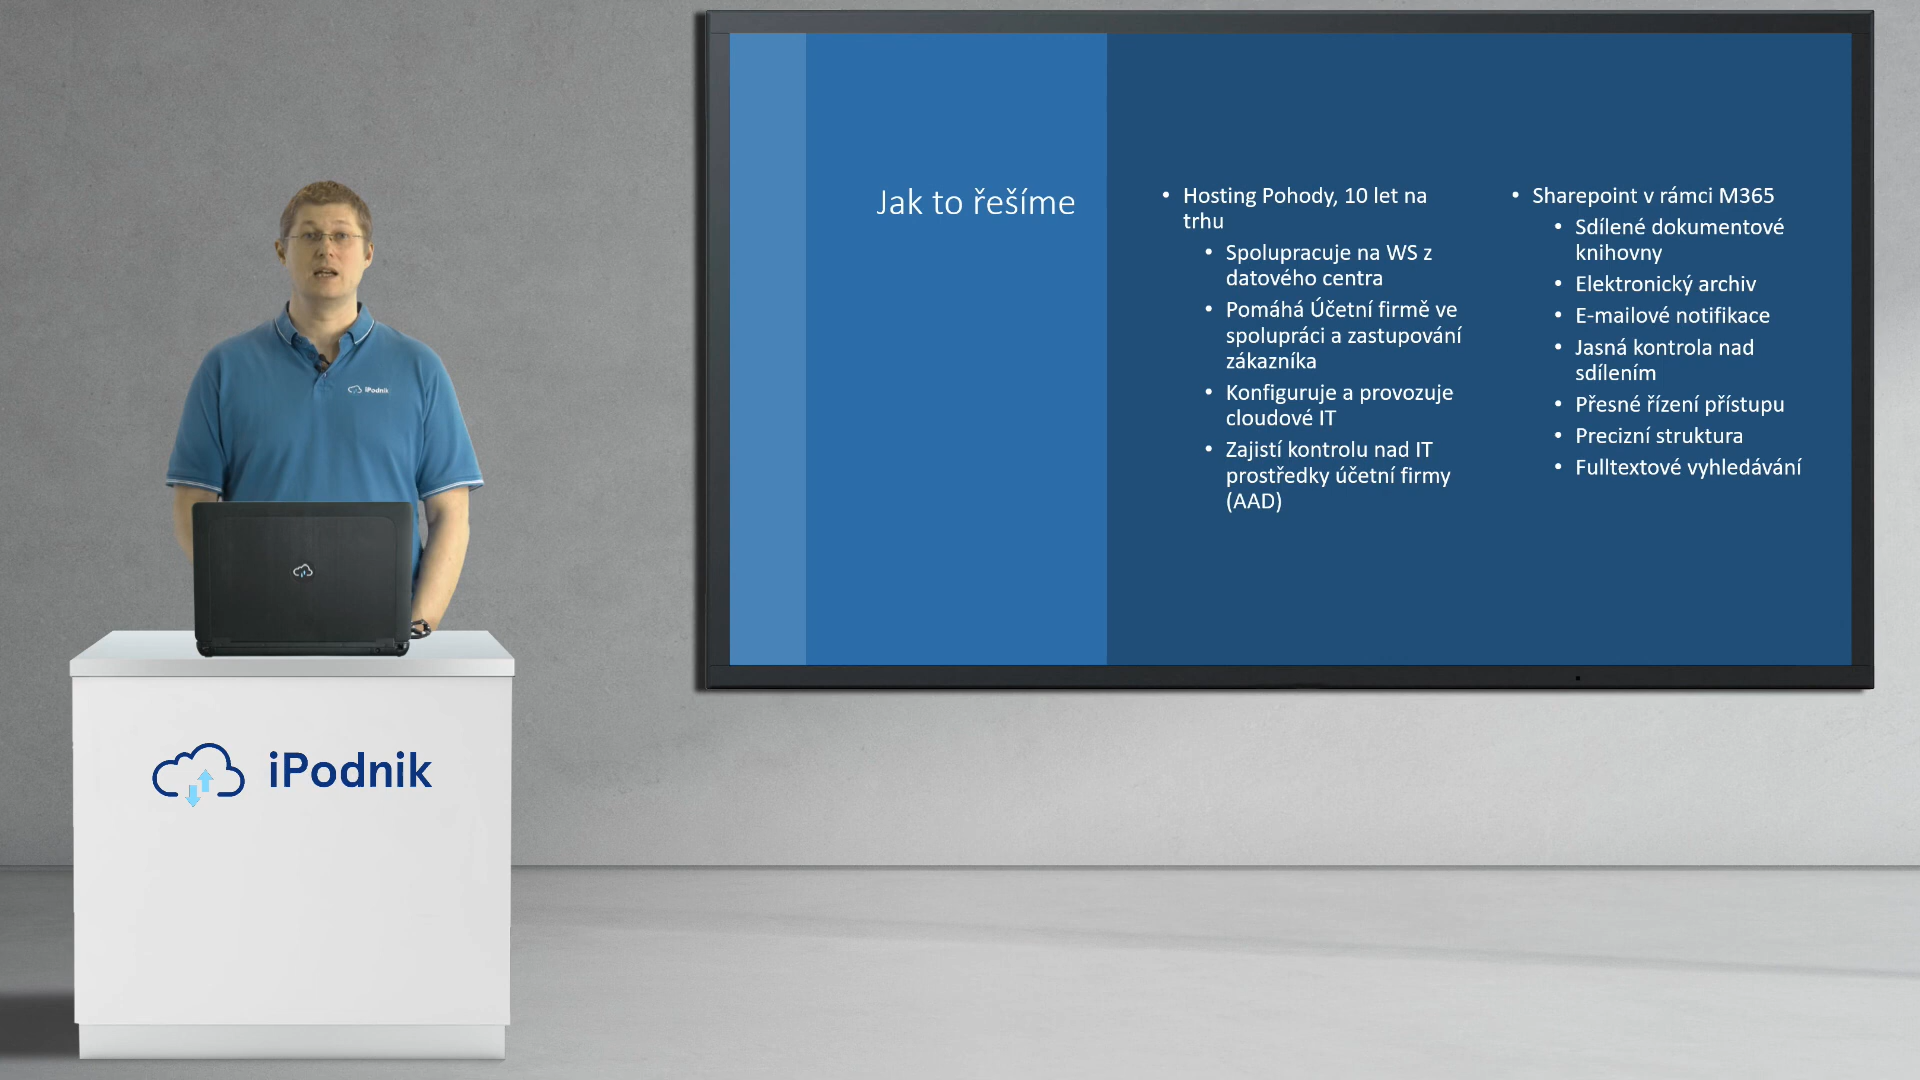 Jak to řešíme
• Hosting Pohody, 10 let na
trhu
• Spolupracuje na WS z
datového centra
• Pomáhá Účetní firmě ve
spolupráci a zastupování
zákazníka
• Konfiguruje a provozuje
cloudové IT
• Zajistí kontrolu nad IT
prostředky účetní firmy
(AAD)
• Sharepoint v rámci M365
• Sdílené dokumentové
knihovny
• Elektronický archiv
• E-mailové notifikace
• Jasná kontrola nad
sdílením
• Přesné řízení přístupu
• Precizní struktura
• Fulltextové vyhledávání
iPodnik
iPodnik